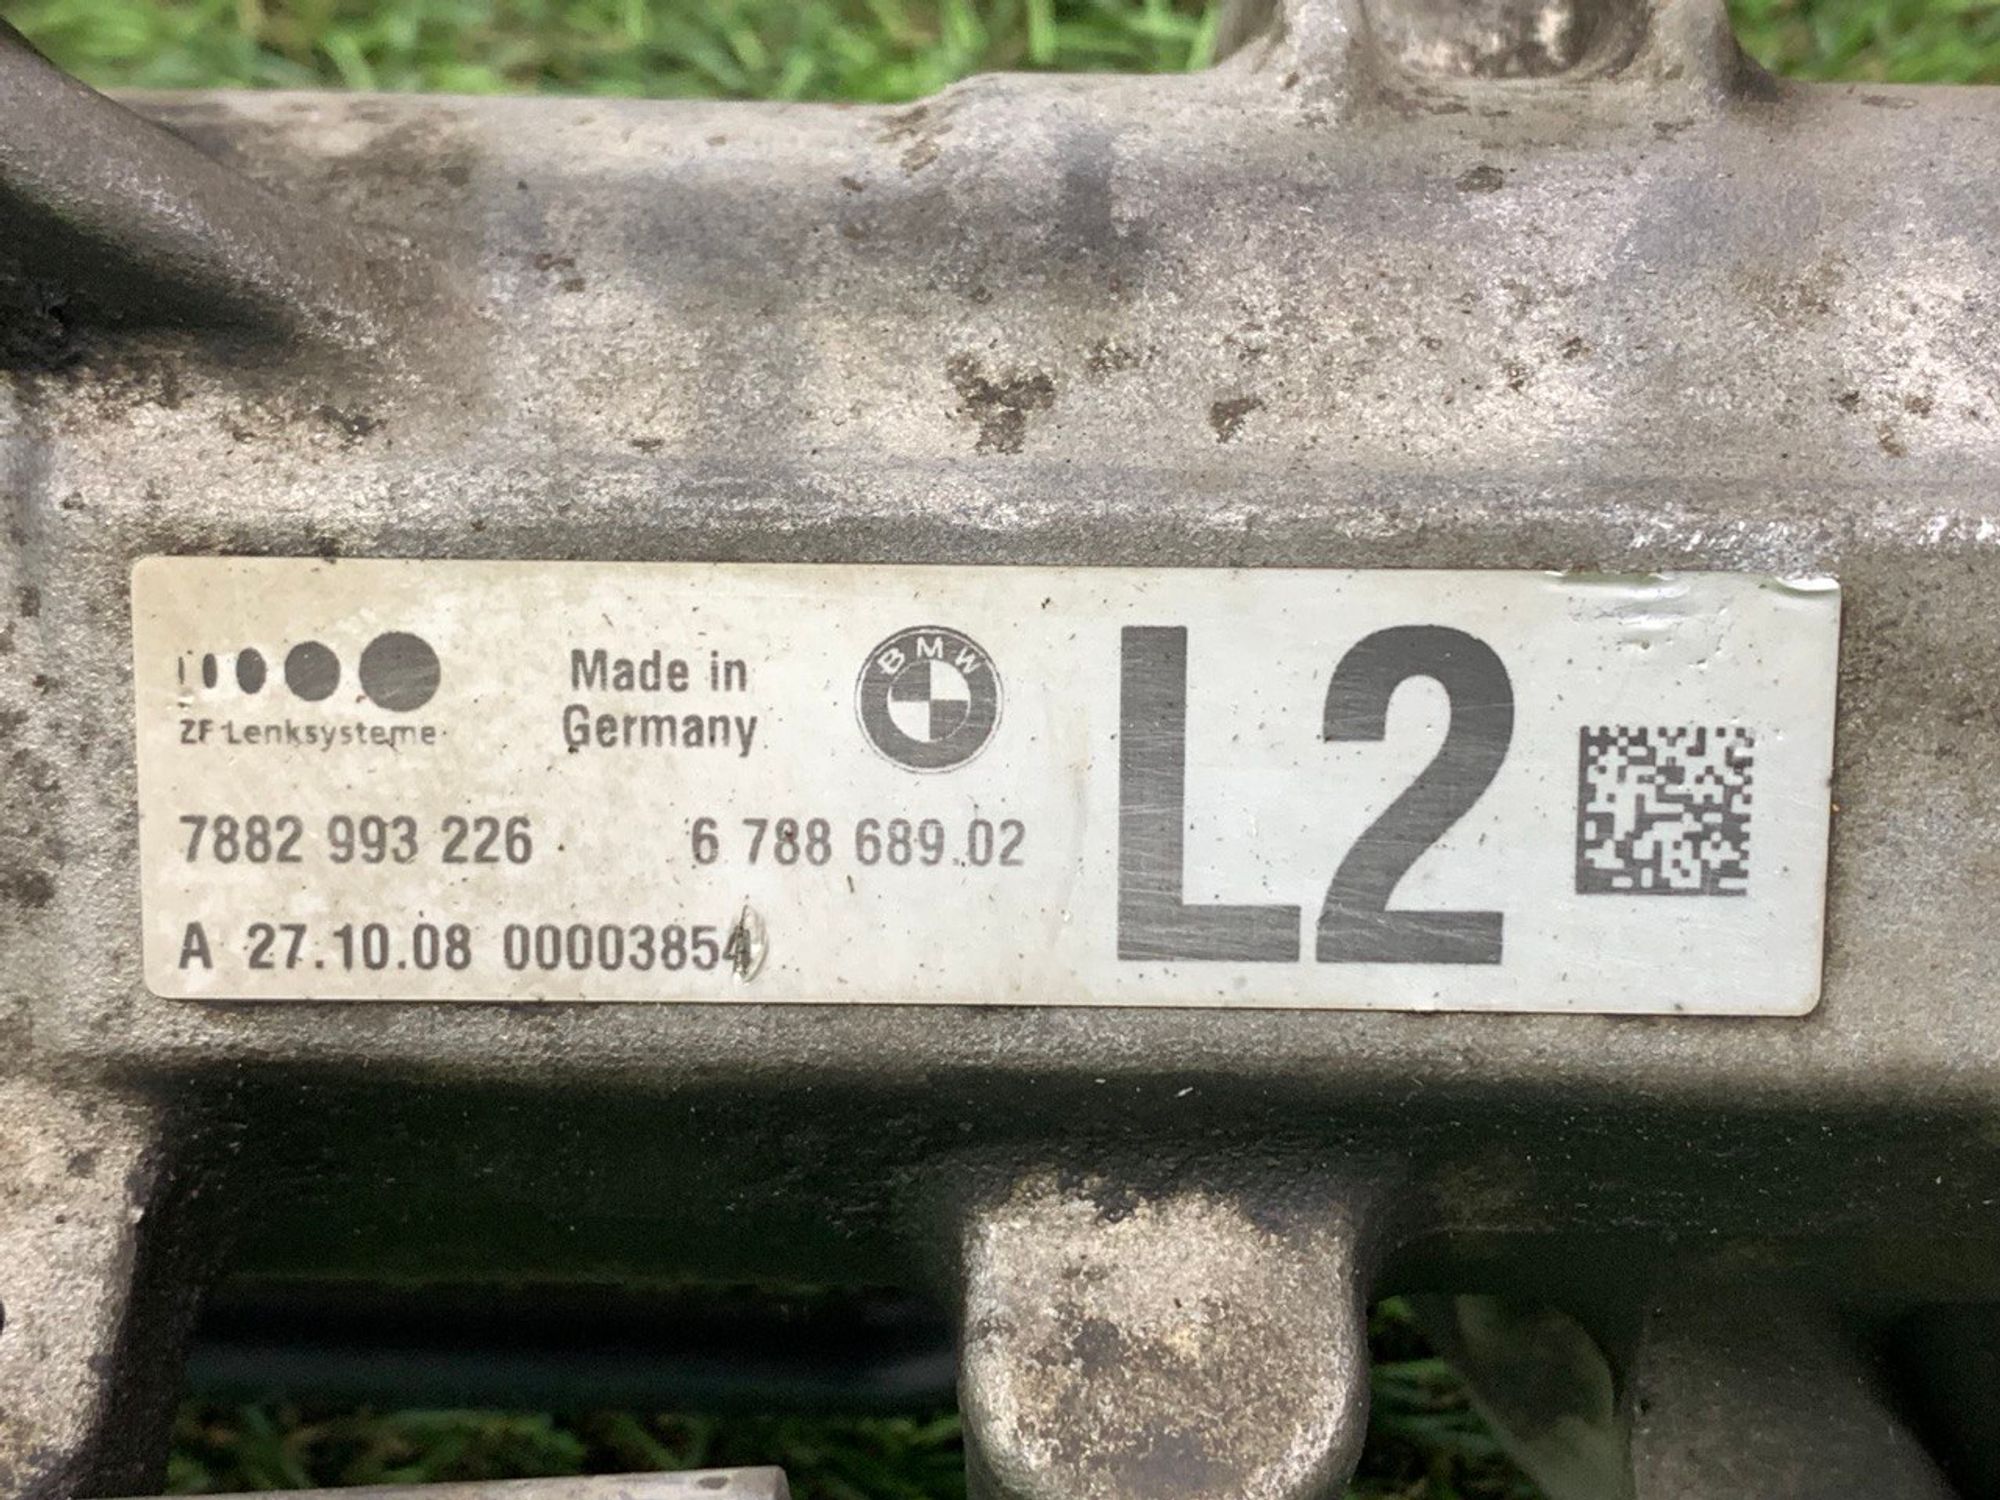 ZF Lenksysteme
Made in
Germany
BMW
7882 993 226 6 788 689.02
A 27.10.08 00003854
L2